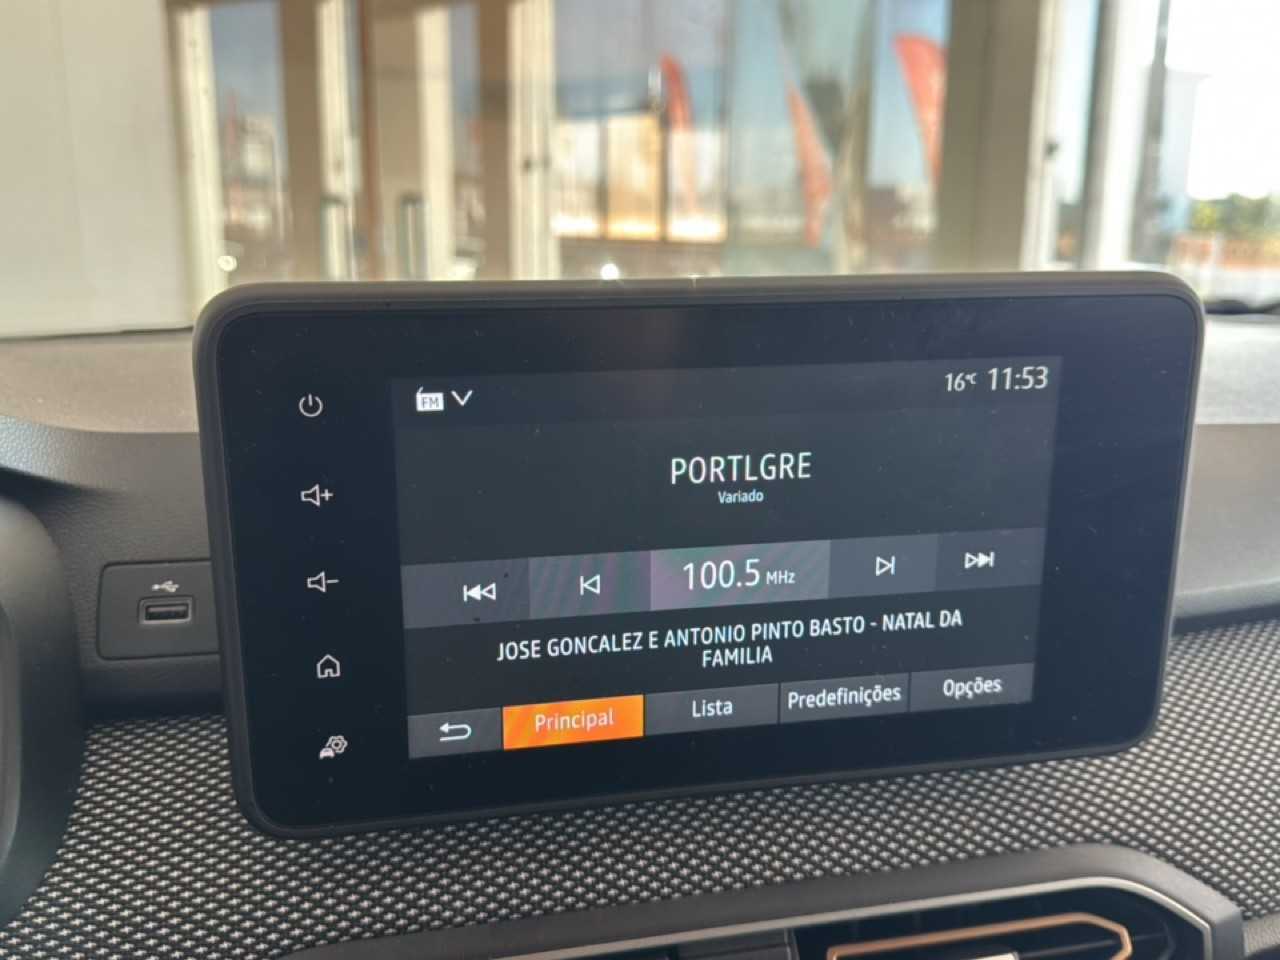 FM
16°C 11:53
PORTLGRE
Variado
100.5 MHz
JOSE GONCALEZ E ANTONIO PINTO BASTO - NATAL DA
FAMILIA
Principal
Lista
Predefinições
Opções